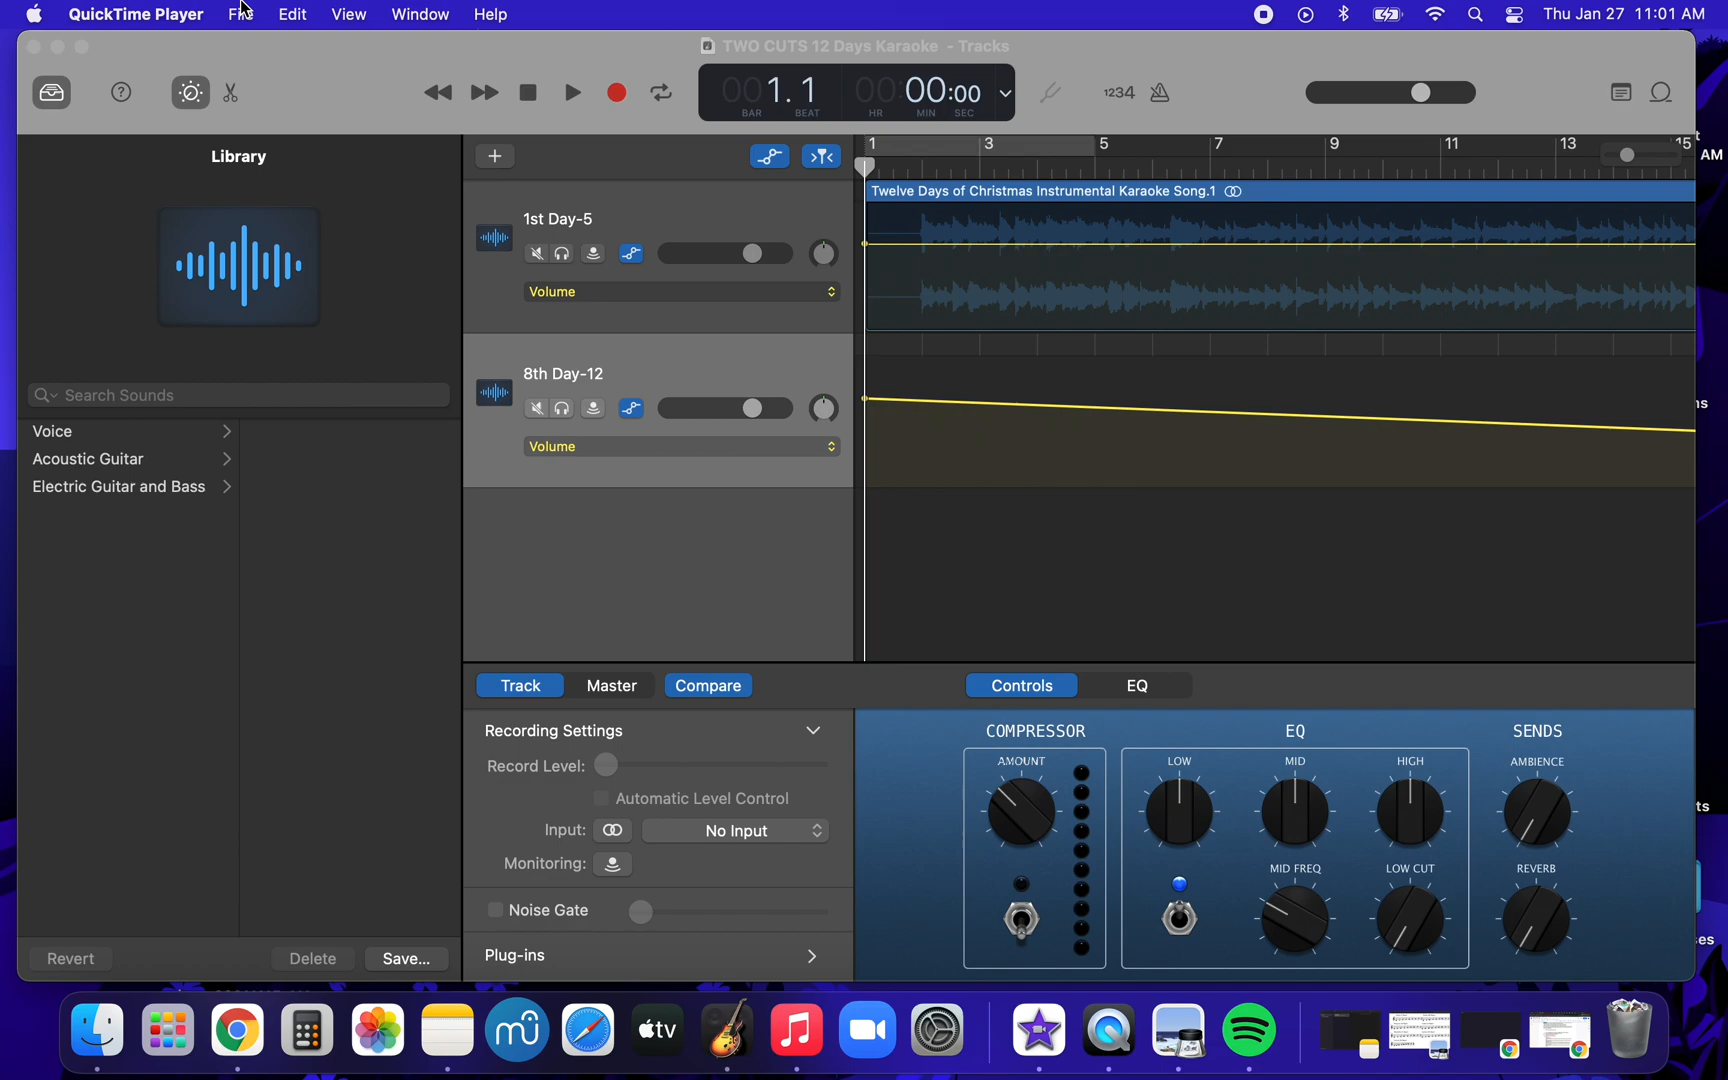 QuickTime Player File Edit View Window Help Thu Jan 27 11:01 AM
TWO CUTS 12 Days Karaoke - Tracks
001. 1 00 00:00 1234
BAR BEAT HR MIN SEC
Library
1 3 5 7 9 11 13 15
AM
Twelve Days of Christmas Instrumental Karaoke Song.1
1st Day-5
Volume
8th Day-12
Volume
Search Sounds
Voice
Acoustic Guitar
Electric Guitar and Bass
Track Master Compare Controls EQ
Recording Settings
Record Level:
Automatic Level Control
Input: No Input
Monitoring:
Noise Gate
Plug-ins
COMPRESSOR EQ SENDS
AMOUNT LOW MID HIGH AMBIENCE
MID FREQ LOW CUT REVERB
Revert Delete Save...
tv